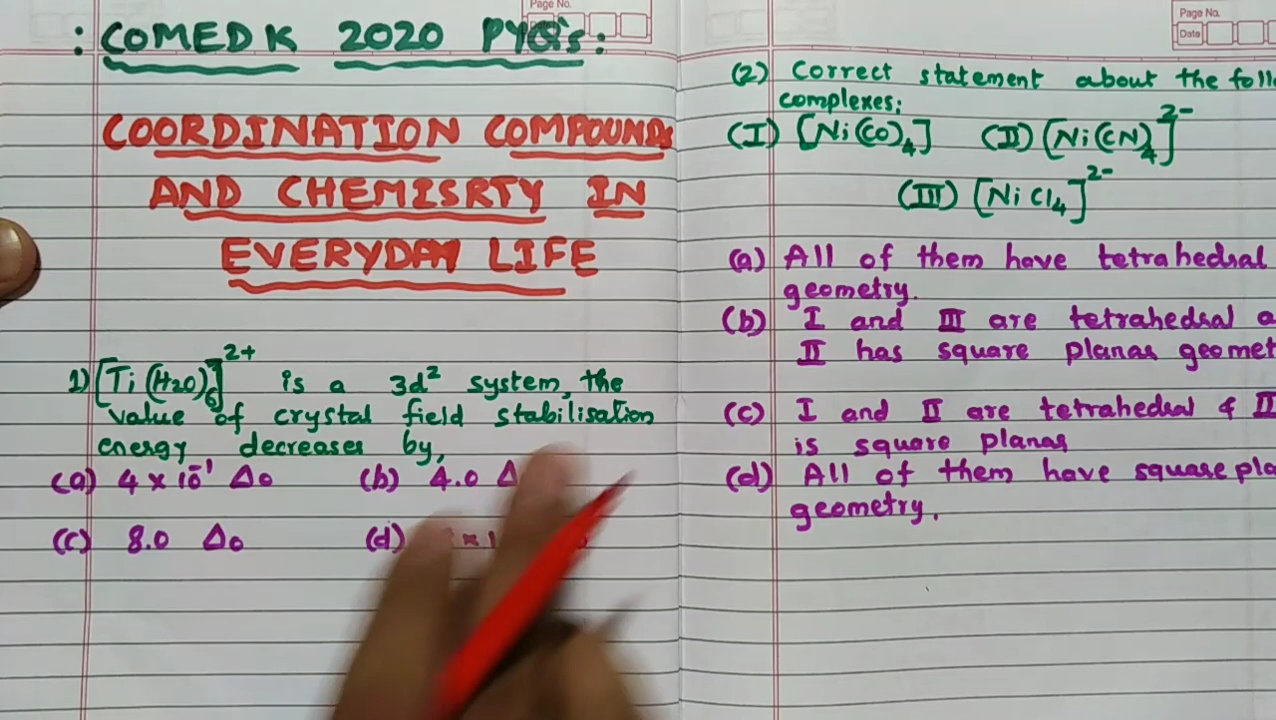 Page No.
: COMEDK 2020 PYQ's :
COORDINATION COMPOUNDS
AND CHEMISRTY IN
EVERYDAY LIFE
1) [Ti(H2O)6]2+ is a 3d2 system, the
value of crystal field stabilisation
energy decreases by,
(a) 4 x 10-1 Δo (b) 4.0 Δ
(c) 8.0 Δo (d)
Page No.
Date
(2) Correct statement about the
complexes:
(I) [Ni(CO)4] (II) [Ni(CN)4]2-
(III) [NiCl4]2-
(a) All of them have tetrahedral
geometry.
(b) I and III are tetrahedral
II has square planar
(c) I and II are tetrahedral &
is square planar
(d) All of them have square
geometry.